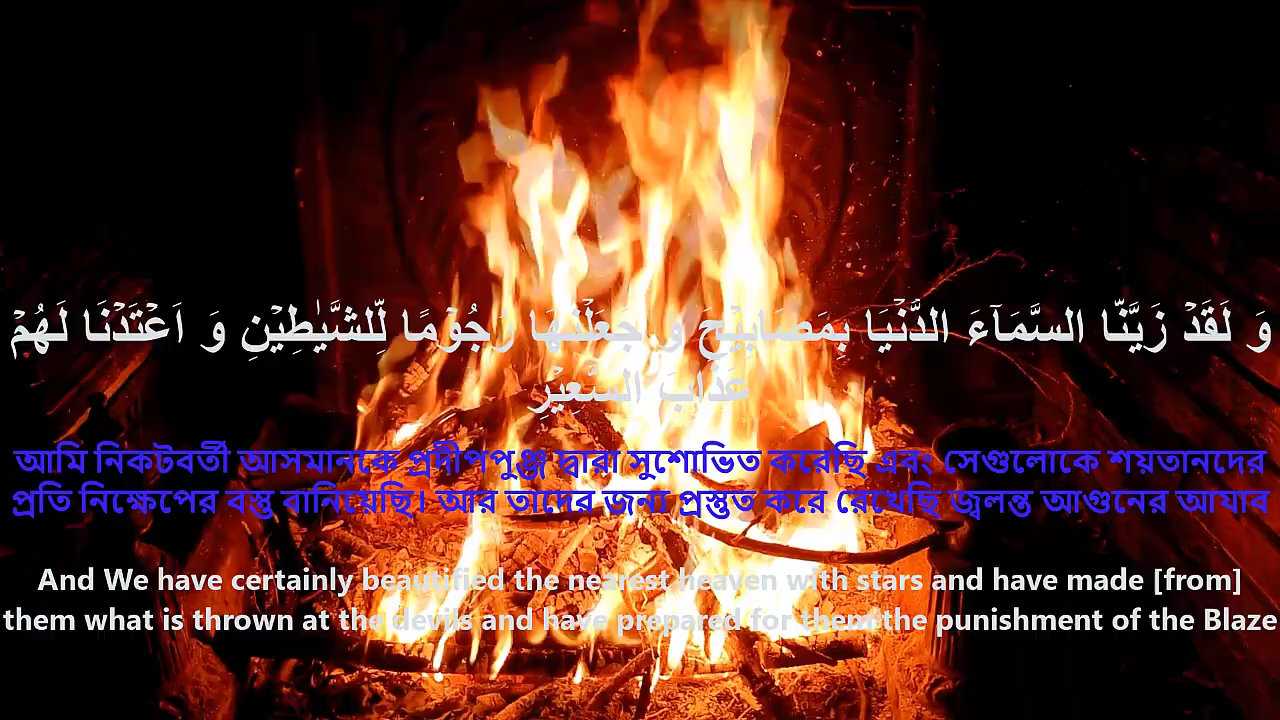 وَ لَقَدۡ زَیَّنَّا السَّمَآءَ الدُّنۡیَا بِمَصَابِیۡحَ وَ جَعَلۡنٰهَا رُجُوۡمًا لِّلشَّیٰطِیۡنِ وَ اَعۡتَدۡنَا لَهُمۡ
عَذَابَ السَّعِیۡرِ
আমি নিকটবর্তী আসমানকে প্রদীপপুঞ্জ দ্বারা সুশোভিত করেছি এবং সেগুলোকে শয়তানদের
প্রতি নিক্ষেপের বস্তু বানিয়েছি। আর তাদের জন্য প্রস্তুত করে রেখেছি জ্বলন্ত আগুনের আযাব
And We have certainly beautified the nearest heaven with stars and have made [from]
them what is thrown at the devils and have prepared for them the punishment of the Blaze